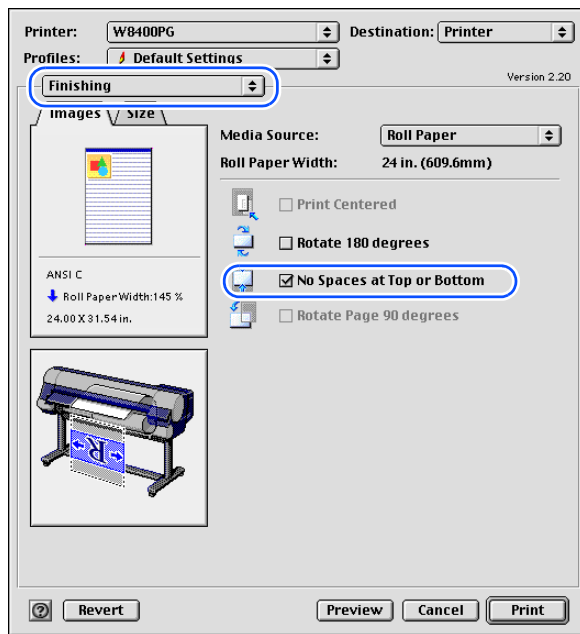 Printer: W8400PG Destination: Printer
Profiles: Default Settings
Version 2.20
Finishing
Images Size
Media Source: Roll Paper
Roll Paper Width: 24 in. (609.6mm)
Print Centered
Rotate 180 degrees
No Spaces at Top or Bottom
Rotate Page 90 degrees
ANSI C
Roll Paper Width:145 %
24.00 X 31.54 in.
R
? Revert Preview Cancel Print